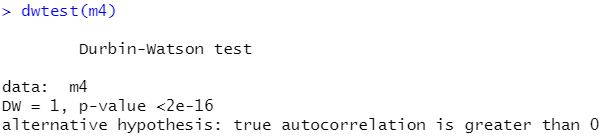 > dwtest(m4)
Durbin-Watson test
data:  m4
DW = 1, p-value <2e-16
alternative hypothesis: true autocorrelation is greater than 0